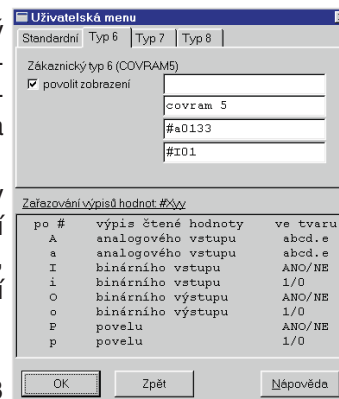 Uživatelská menu
Standardní Typ 6 Typ 7 Typ 8
Zákaznický typ 6 (COVRAM5)
povolit zobrazení
covram 5
#a0133
#I01
Zařazování výpisů hodnot #Xyy
po # výpis čtené hodnoty ve tvaru
A analogového vstupu abcd.e
a analogového vstupu abcd.e
I binárního vstupu ANO/NE
i binárního vstupu 1/0
O binárního výstupu ANO/NE
o binárního výstupu 1/0
P povelu ANO/NE
p povelu 1/0
OK Zpět Nápověda